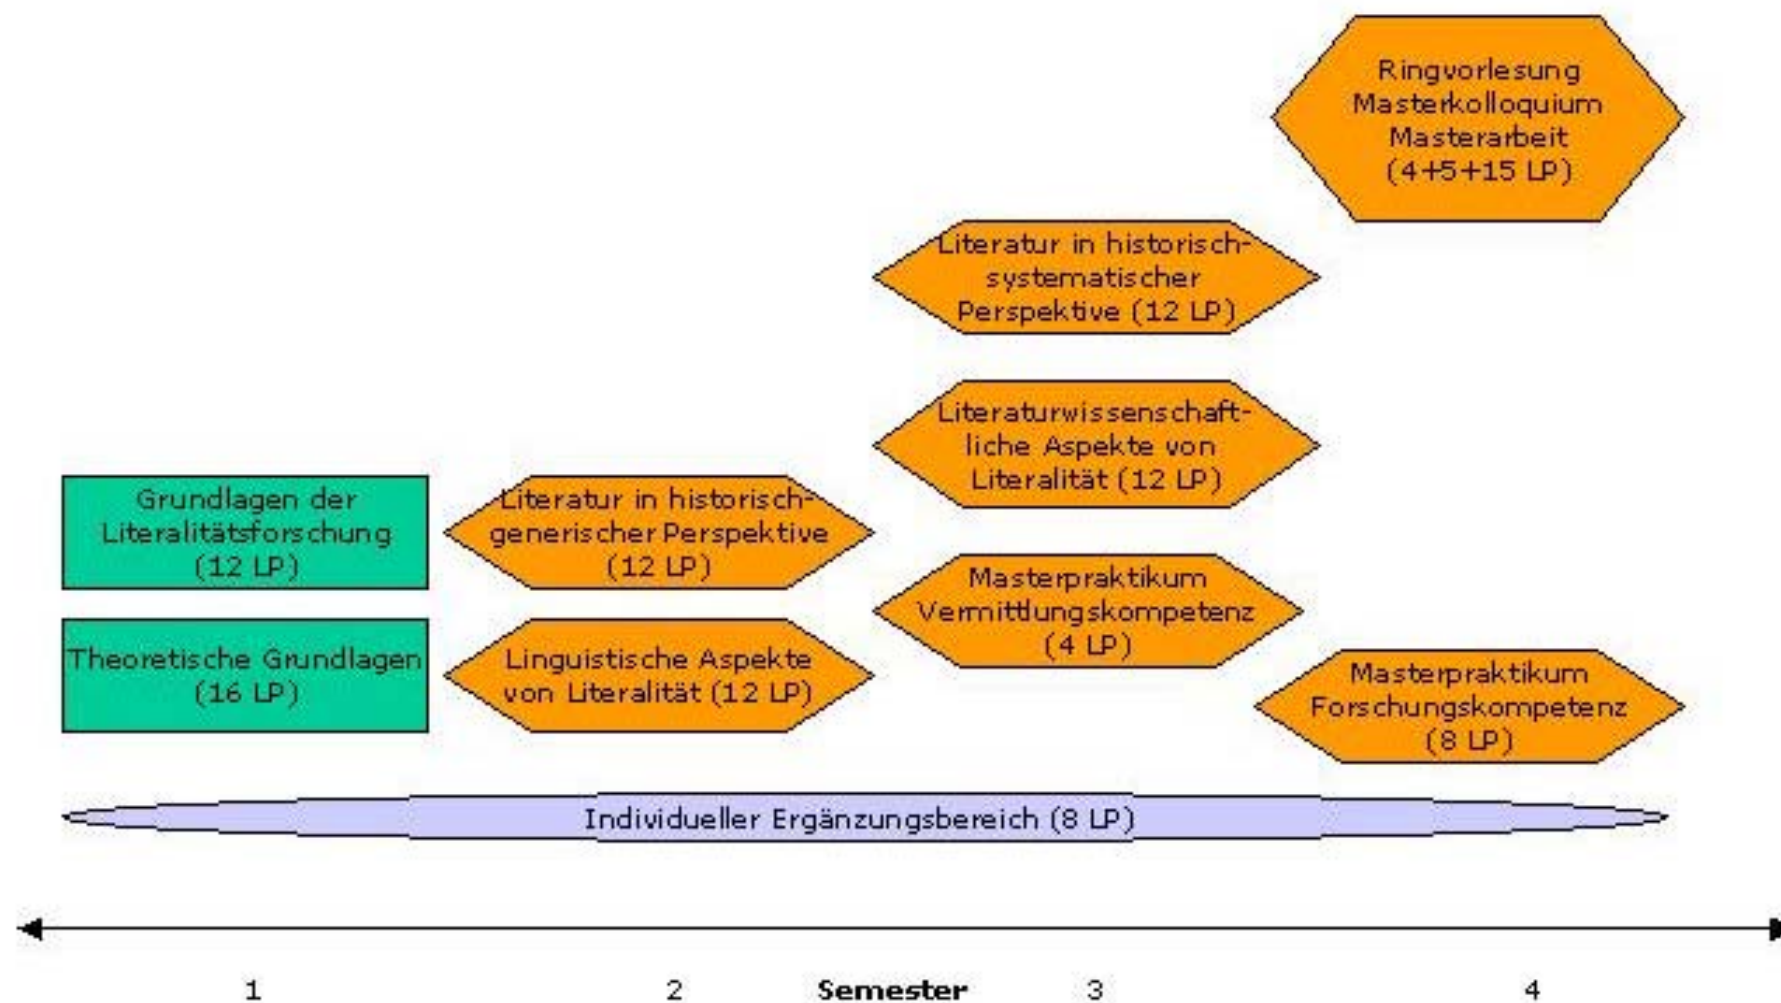 Ringvorlesung
Masterkolloquium
Masterarbeit
(4+5+15 LP)
Literatur in historisch-
systematischer
Perspektive (12 LP)
Literaturwissenschaft-
liche Aspekte von
Literalität (12 LP)
Grundlagen der
Literalitätsforschung
(12 LP)
Literatur in historisch-
generischer Perspektive
(12 LP)
Masterpraktikum
Vermittlungskompetenz
(4 LP)
Theoretische Grundlagen
(16 LP)
Linguistische Aspekte
von Literalität (12 LP)
Masterpraktikum
Forschungskompetenz
(8 LP)
Individueller Ergänzungsbereich (8 LP)
1 2 Semester 3 4